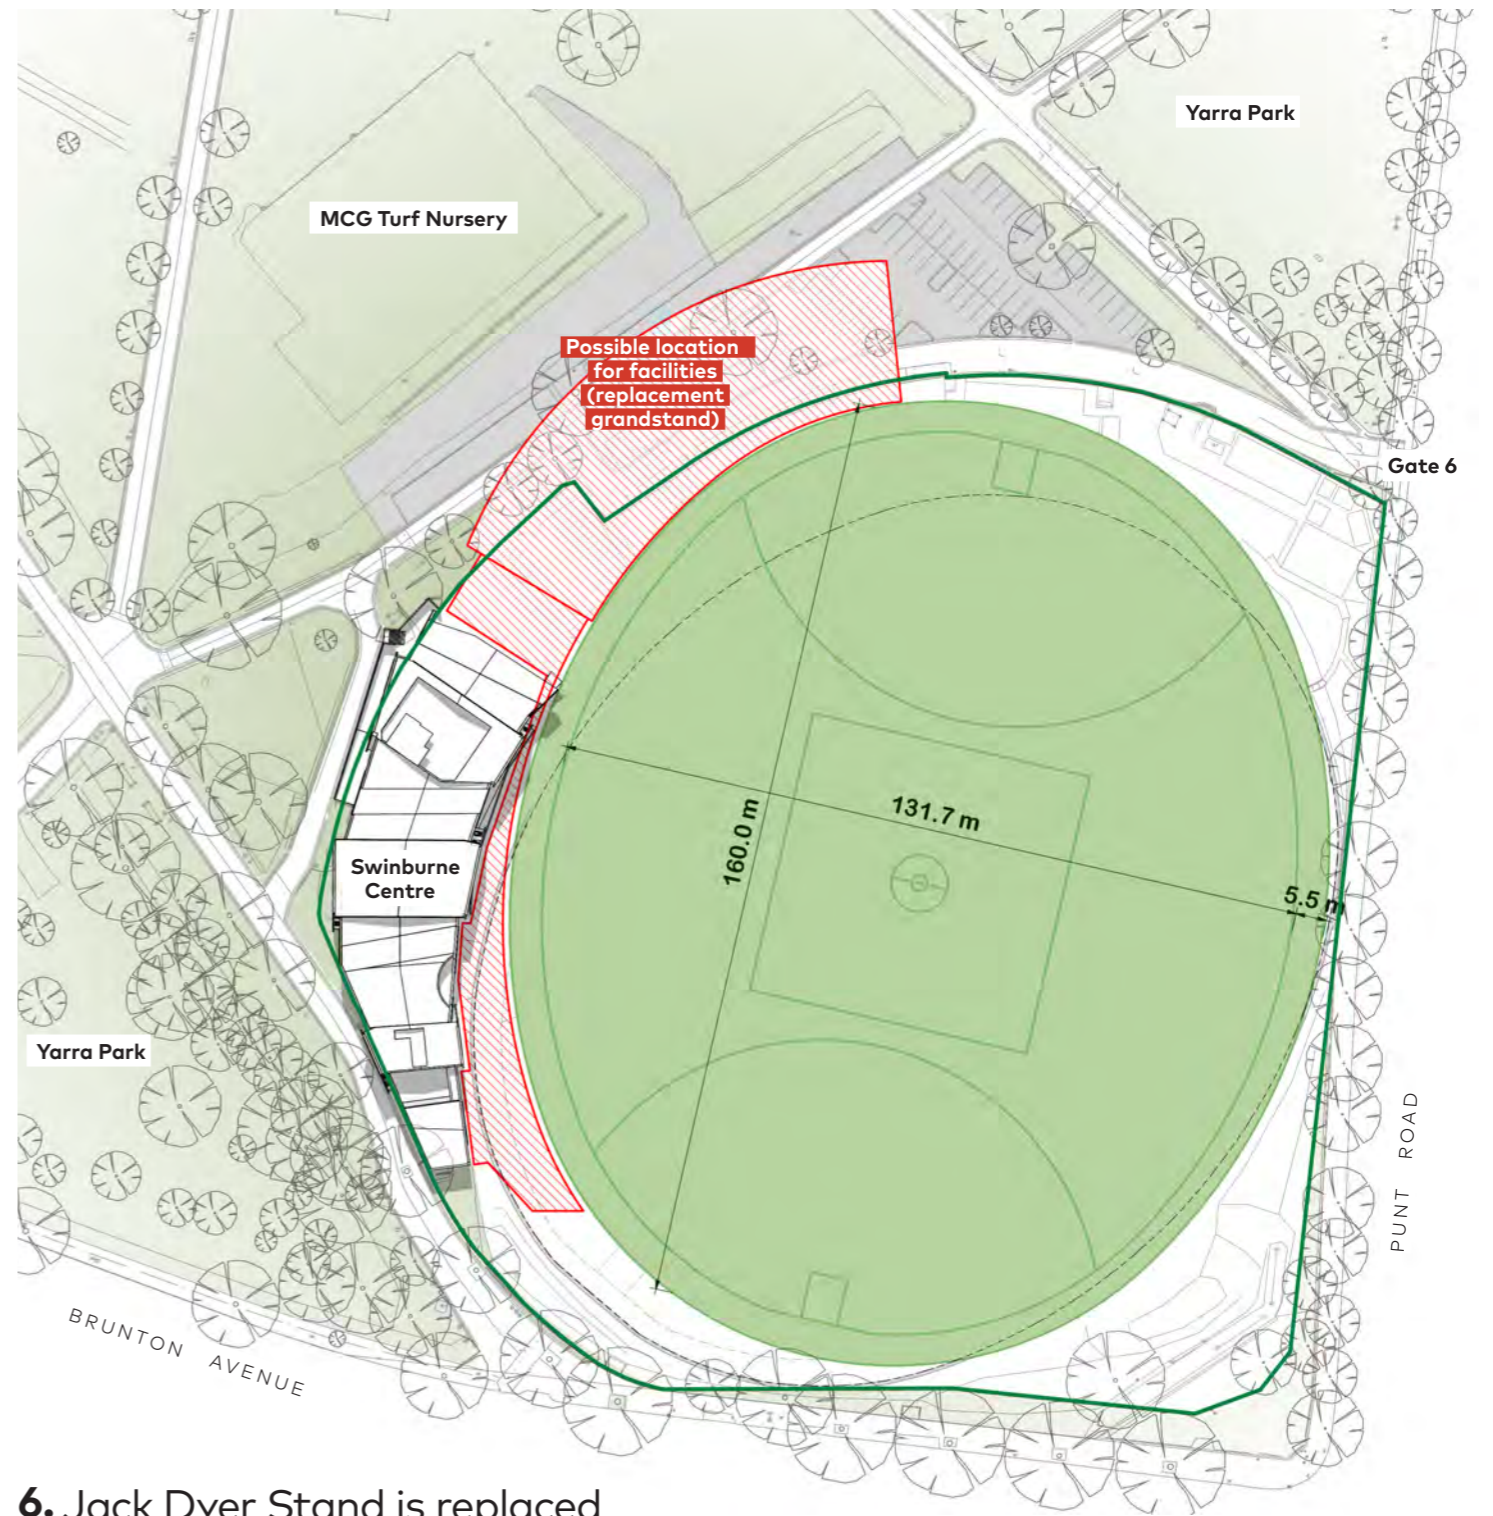 Yarra Park
MCG Turf Nursery
Possible location
for facilities
(replacement
grandstand)
Gate 6
131.7 m
160.0 m
5.5 m
Swinburne
Centre
Yarra Park
PUNT ROAD
BRUNTON AVENUE
6. Jack Dyer Stand is replaced